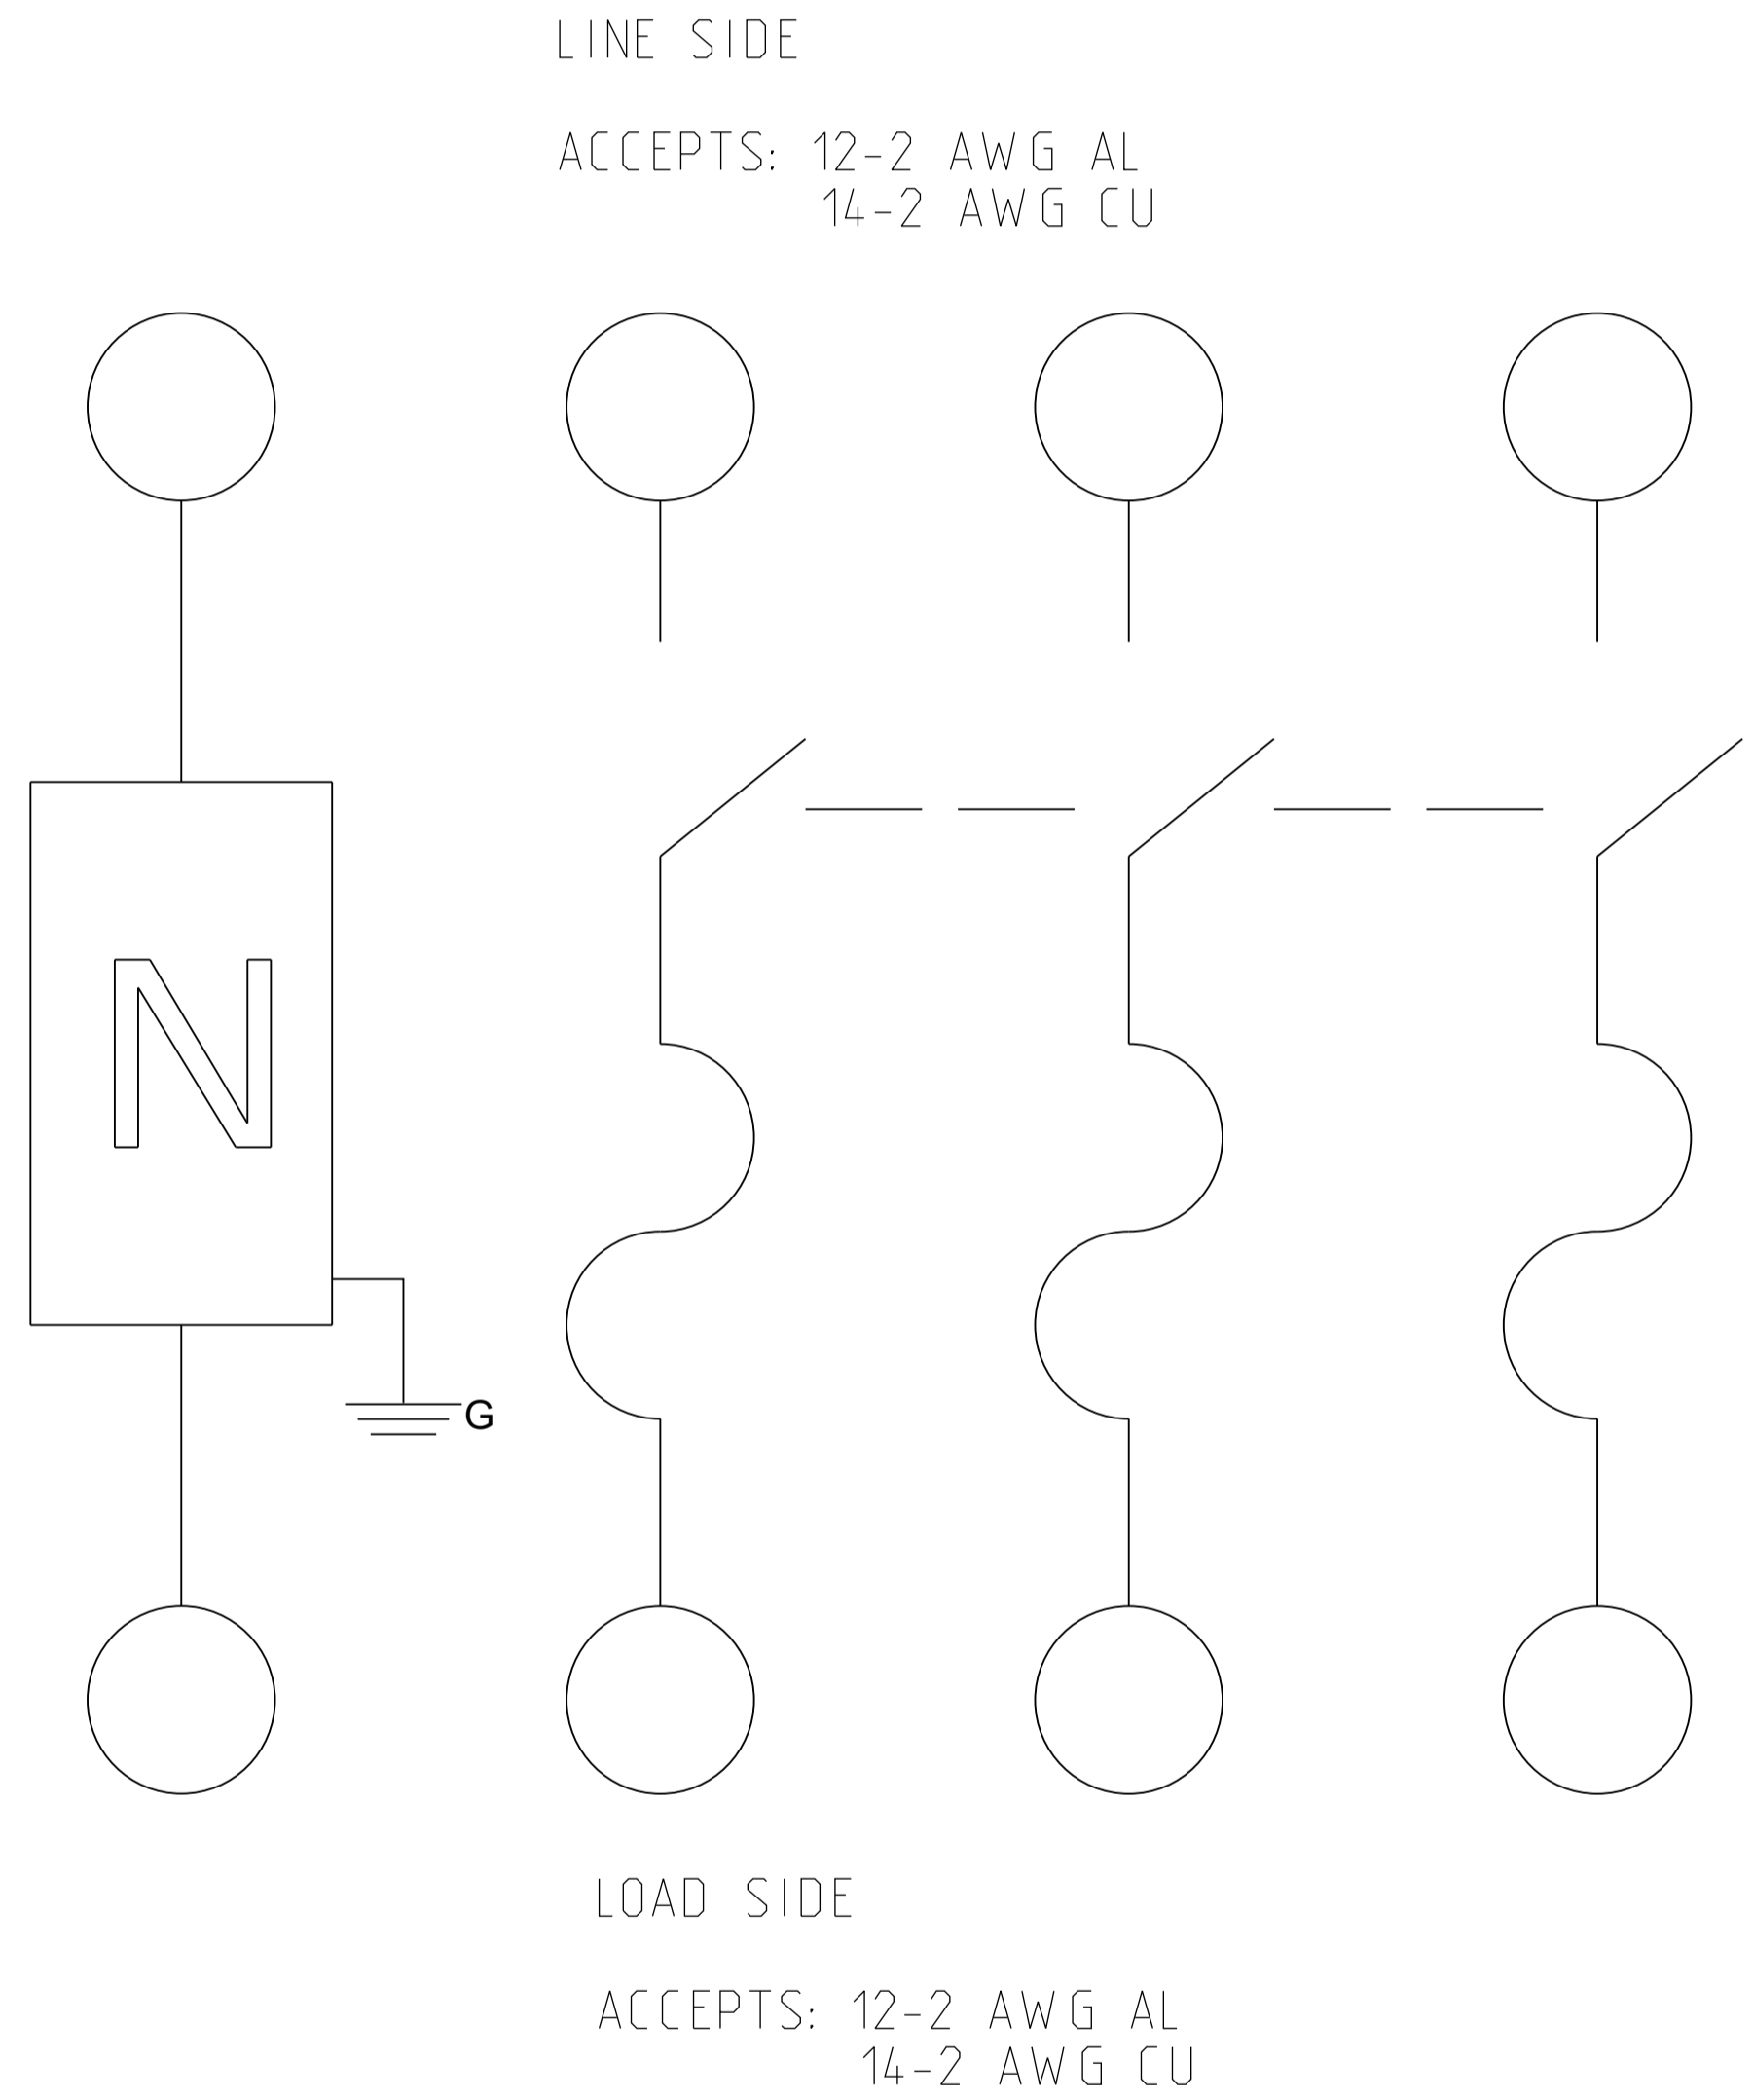 LINE SIDE
ACCEPTS: 12-2 AWG AL
14-2 AWG CU
N
G
LOAD SIDE
ACCEPTS: 12-2 AWG AL
14-2 AWG CU